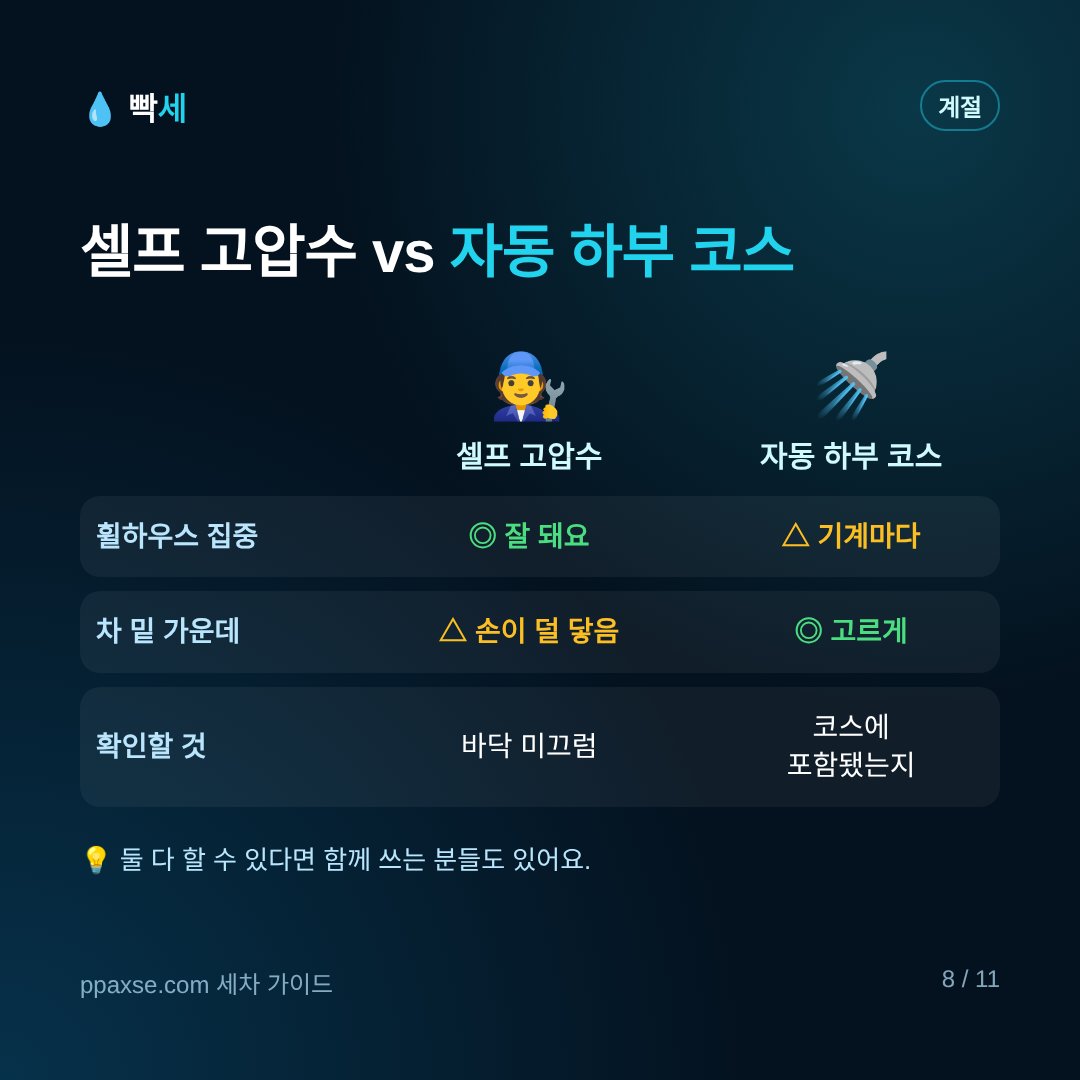 빡세
계절
셀프 고압수 vs 자동 하부 코스
셀프 고압수
자동 하부 코스
휠하우스 집중
◎ 잘 돼요
△ 기계마다
차 밑 가운데
△ 손이 덜 닿음
◎ 고르게
확인할 것
바닥 미끄럼
코스에
포함됐는지
둘 다 할 수 있다면 함께 쓰는 분들도 있어요.
ppaxse.com 세차 가이드
8 / 11